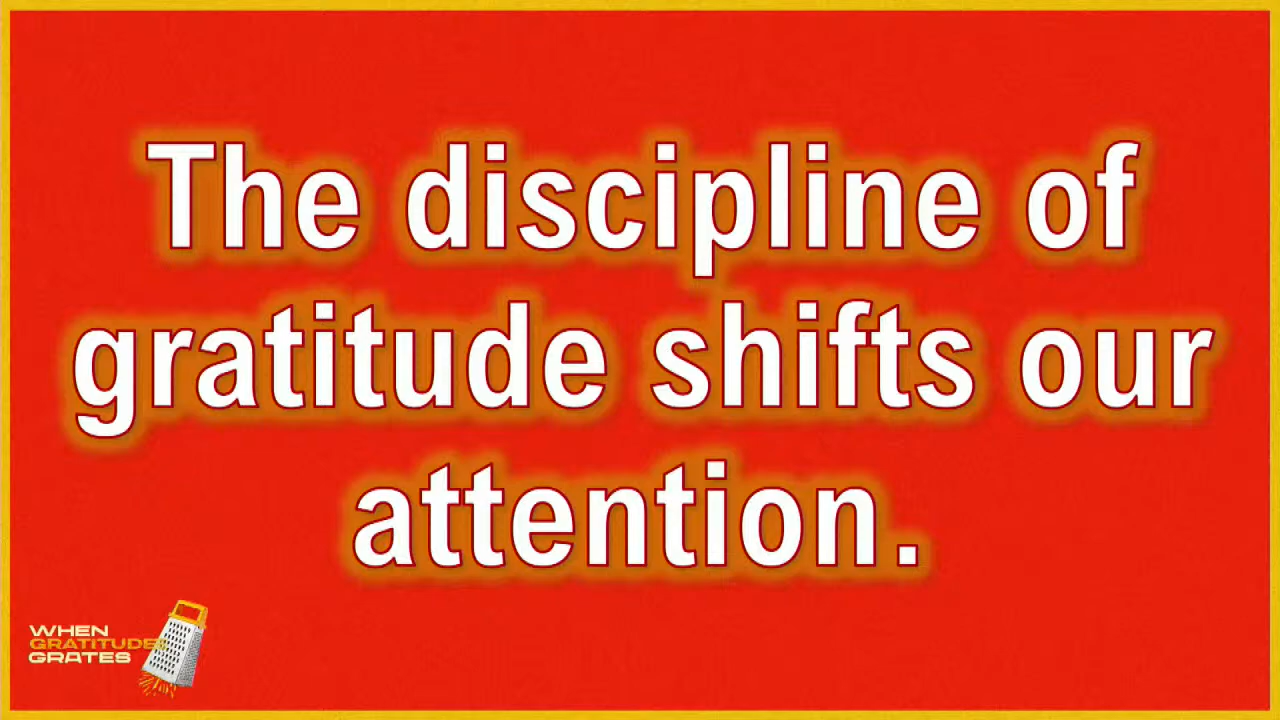 The discipline of
gratitude shifts our
attention.
WHEN
GRATITUDE
GRATES